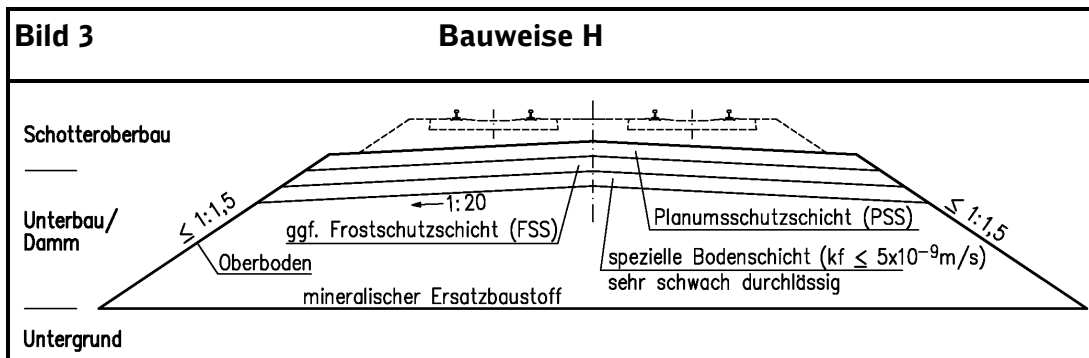 Bild 3 Bauweise H
Schotteroberbau
Unterbau/
Damm
Untergrund
≤ 1:1,5
1:20
ggf. Frostschutzschicht (FSS)
Oberboden
mineralischer Ersatzbaustoff
Planumsschutzschicht (PSS)
≤ 1:1,5
spezielle Bodenschicht (kf ≤ 5x10⁻⁹m/s)
sehr schwach durchlässig